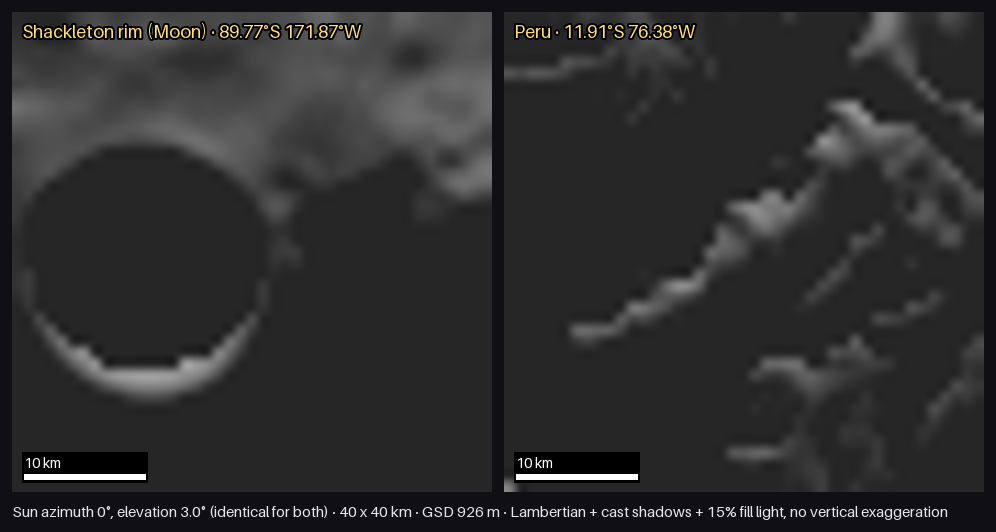 Shackleton rim (Moon) · 89.77°S 171.87°W
Peru · 11.91°S 76.38°W
10 km
10 km
Sun azimuth 0°, elevation 3.0° (identical for both) · 40 x 40 km · GSD 926 m · Lambertian + cast shadows + 15% fill light, no vertical exaggeration